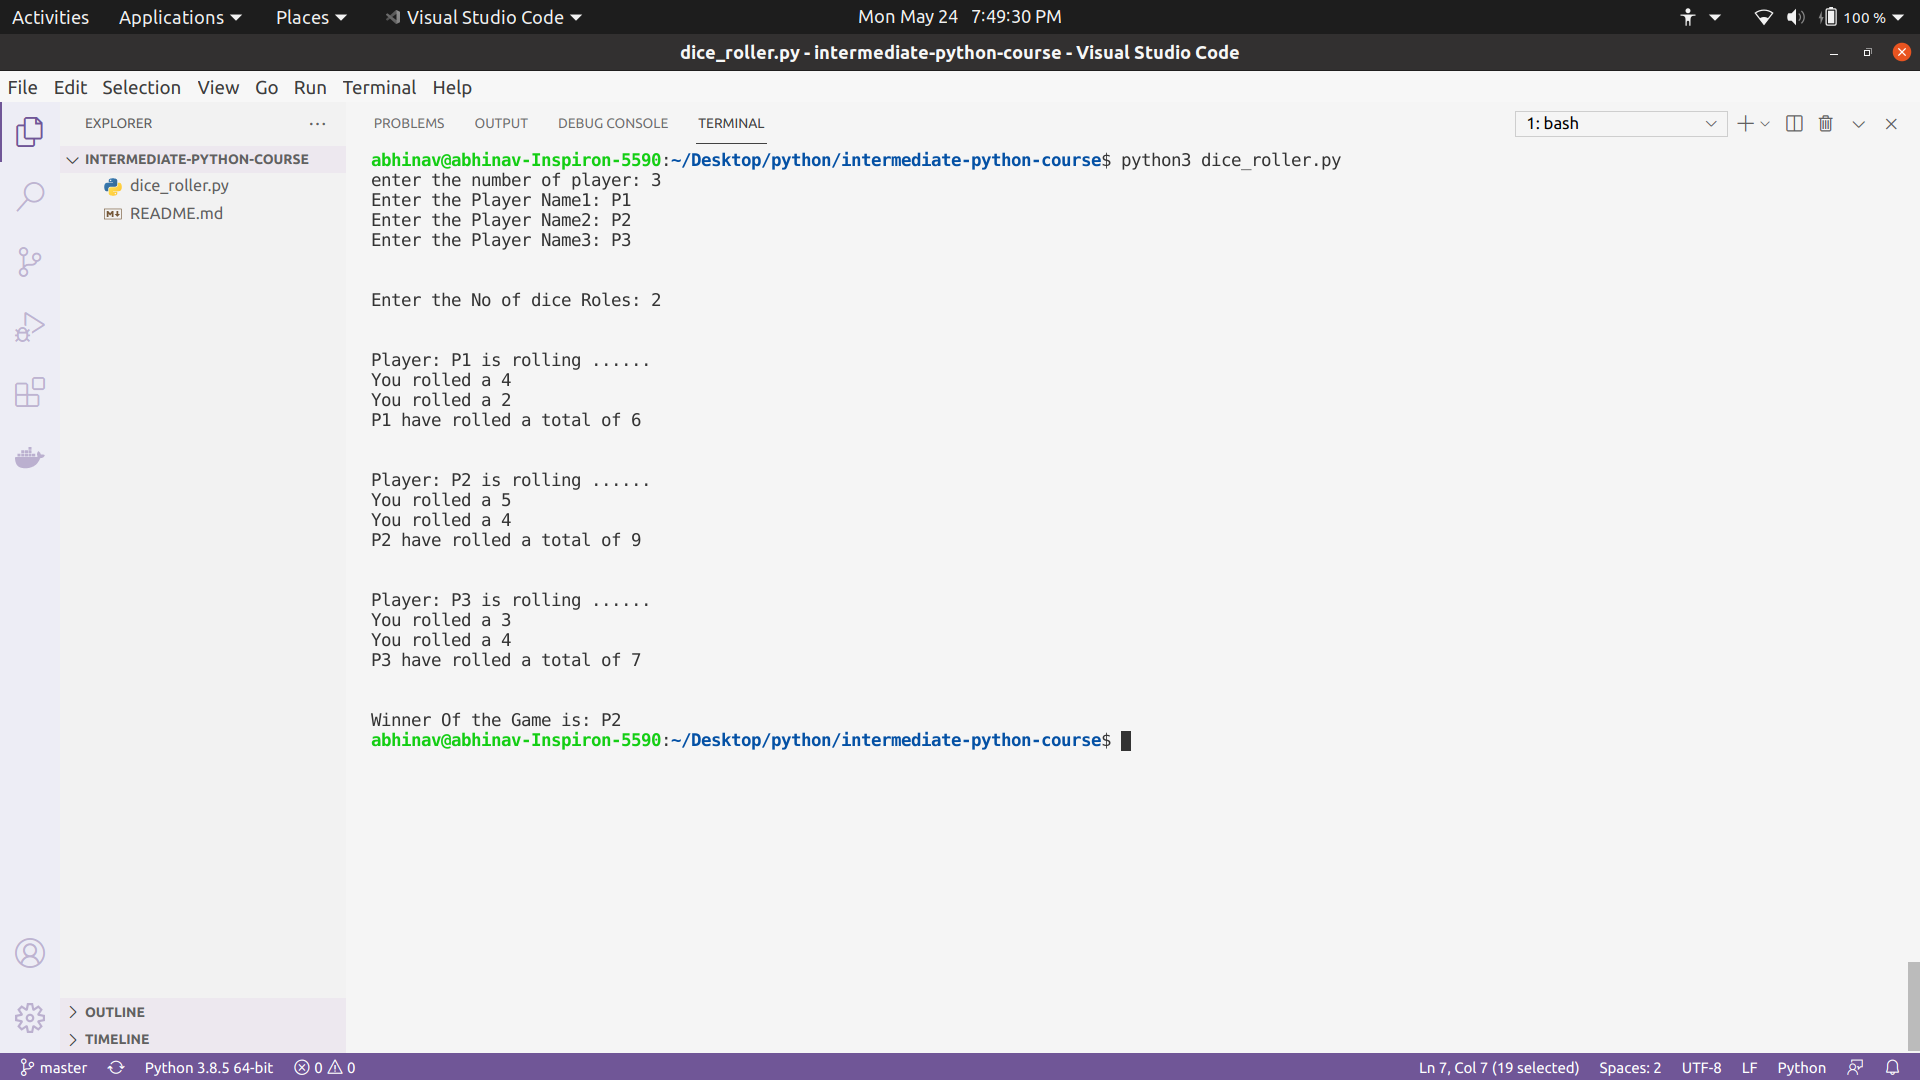 Activities Applications Places Visual Studio Code Mon May 24 7:49:30 PM 100 %
dice_roller.py - intermediate-python-course - Visual Studio Code
File Edit Selection View Go Run Terminal Help
EXPLORER ··· PROBLEMS OUTPUT DEBUG CONSOLE TERMINAL 1: bash
INTERMEDIATE-PYTHON-COURSE
dice_roller.py
README.md
abhinav@abhinav-Inspiron-5590:~/Desktop/python/intermediate-python-course$ python3 dice_roller.py
enter the number of player: 3
Enter the Player Name1: P1
Enter the Player Name2: P2
Enter the Player Name3: P3
Enter the No of dice Roles: 2
Player: P1 is rolling ......
You rolled a 4
You rolled a 2
P1 have rolled a total of 6
Player: P2 is rolling ......
You rolled a 5
You rolled a 4
P2 have rolled a total of 9
Player: P3 is rolling ......
You rolled a 3
You rolled a 4
P3 have rolled a total of 7
Winner Of the Game is: P2
abhinav@abhinav-Inspiron-5590:~/Desktop/python/intermediate-python-course$
OUTLINE
TIMELINE
master Python 3.8.5 64-bit 0 0 Ln 7, Col 7 (19 selected) Spaces: 2 UTF-8 LF Python